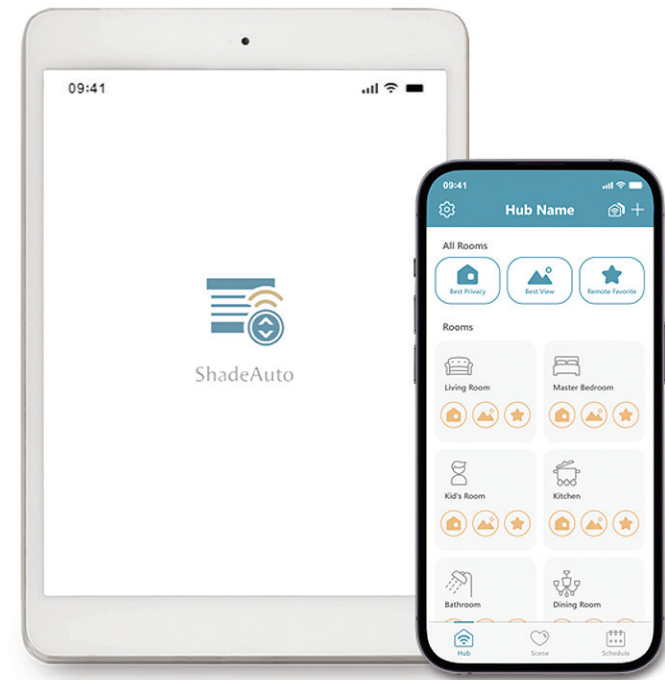 09:41
ShadeAuto
09:41
Hub Name
All Rooms
Best Privacy
Best View
Remote Favorite
Rooms
Living Room
Master Bedroom
Kid's Room
Kitchen
Bathroom
Dining Room
Hub
Scene
Schedule